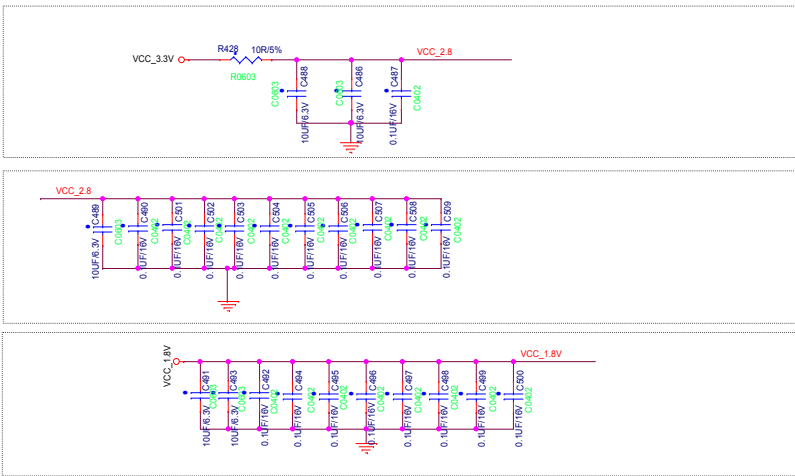 VCC_3.3V
R428
10R/5%
R0603
VCC_2.8
C488
C0603
10UF/6.3V
C486
C0603
10UF/6.3V
C487
C0402
0.1UF/16V
VCC_2.8
C489
C0603
10UF/6.3V
C490
C0402
0.1UF/16V
C501
C0402
0.1UF/16V
C502
C0402
0.1UF/16V
C503
C0402
0.1UF/16V
C504
C0402
0.1UF/16V
C505
C0402
0.1UF/16V
C506
C0402
0.1UF/16V
C507
C0402
0.1UF/16V
C508
C0402
0.1UF/16V
C509
C0402
0.1UF/16V
VCC_1.8V
VCC_1.8V
C491
C0603
10UF/6.3V
C493
C0603
10UF/6.3V
C492
C0402
0.1UF/16V
C494
C0402
0.1UF/16V
C495
C0402
0.1UF/16V
C496
C0402
0.1UF/16V
C497
C0402
0.1UF/16V
C498
C0402
0.1UF/16V
C499
C0402
0.1UF/16V
C500
C0402
0.1UF/16V